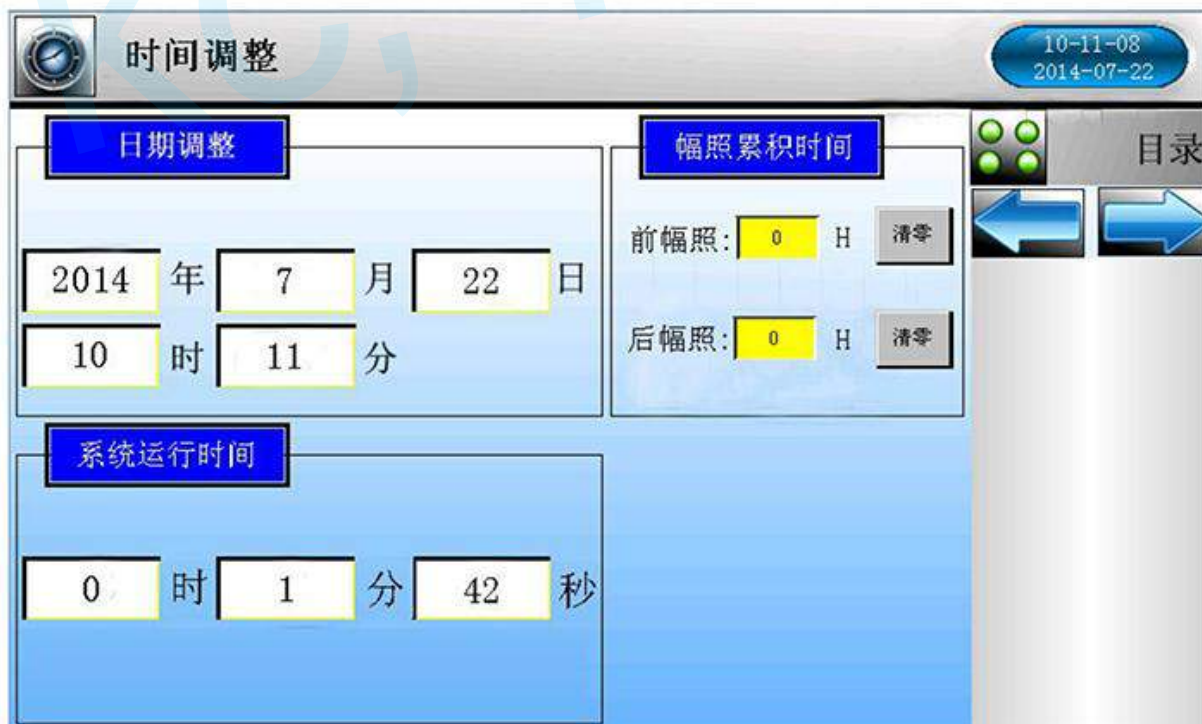 时间调整
10-11-08
2014-07-22
日期调整
2014 年 7 月 22 日
10 时 11 分
幅照累积时间
前幅照: 0 H 清零
后幅照: 0 H 清零
目录
系统运行时间
0 时 1 分 42 秒